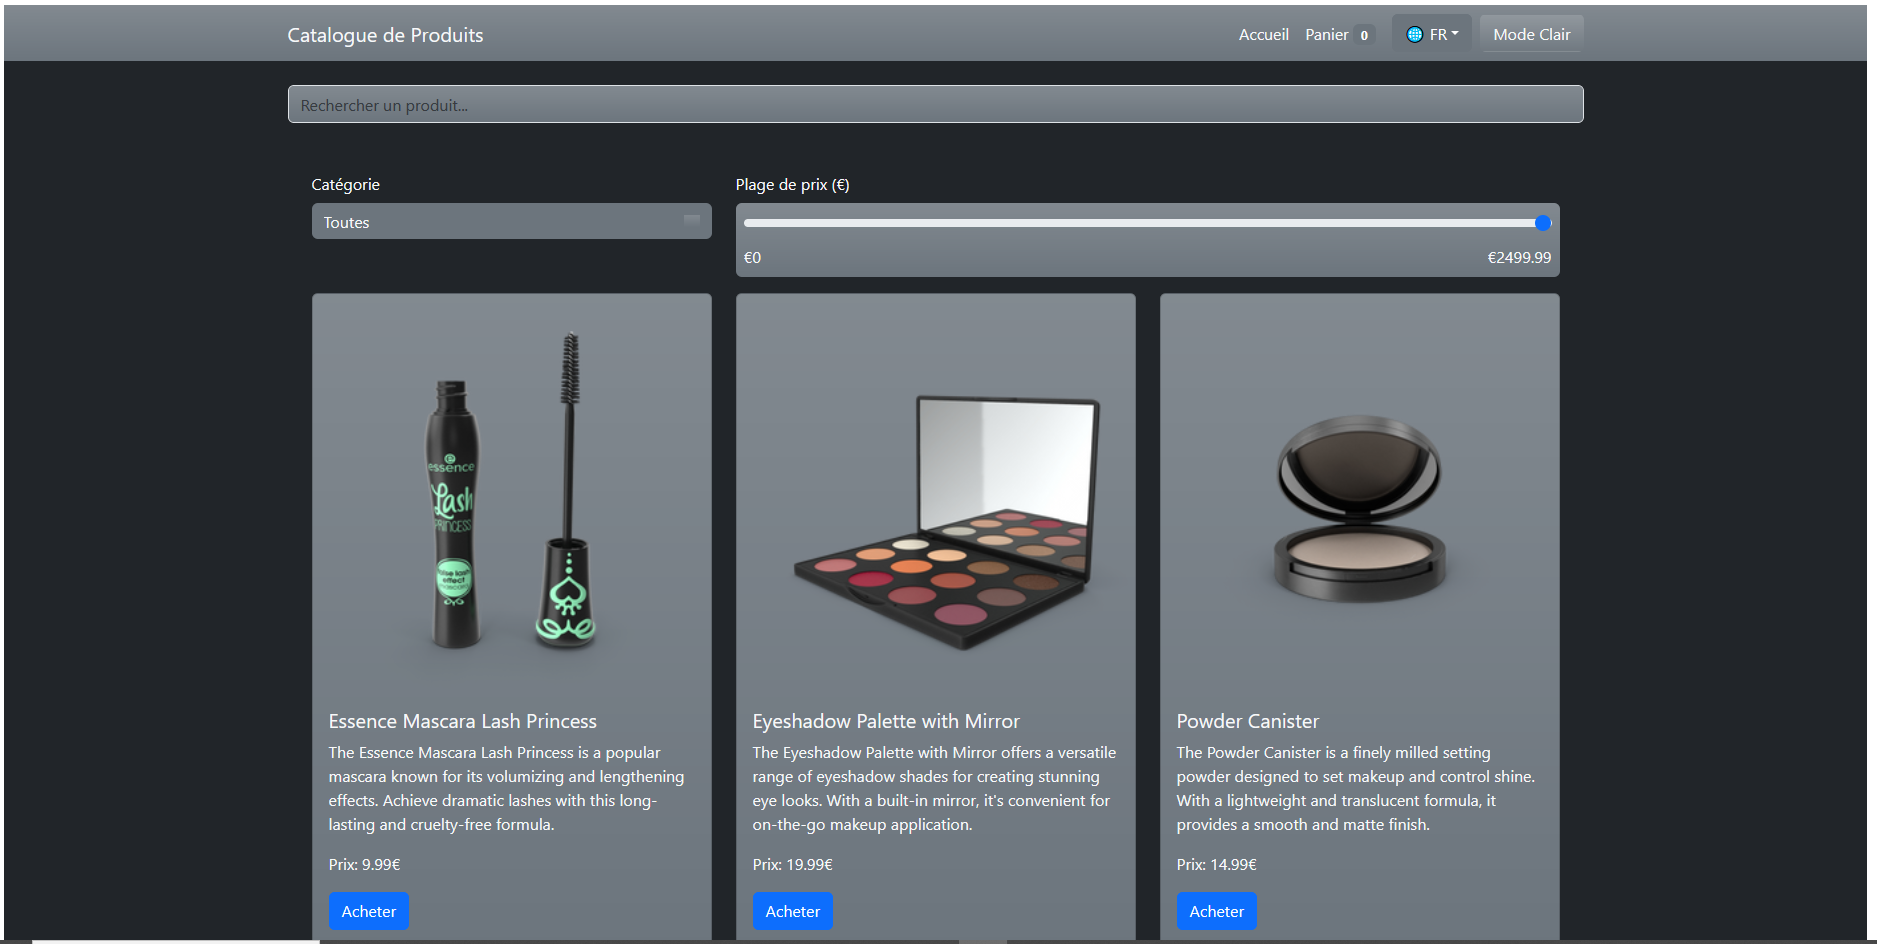 Catalogue de Produits
Accueil Panier 0 FR Mode Clair
Rechercher un produit...
Catégorie
Toutes
Plage de prix (€)
€0 €2499.99
essence
Lash
PRINCESS
false lash
effect
Essence Mascara Lash Princess
The Essence Mascara Lash Princess is a popular
mascara known for its volumizing and lengthening
effects. Achieve dramatic lashes with this long-
lasting and cruelty-free formula.
Prix: 9.99€
Acheter
Eyeshadow Palette with Mirror
The Eyeshadow Palette with Mirror offers a versatile
range of eyeshadow shades for creating stunning
eye looks. With a built-in mirror, it's convenient for
on-the-go makeup application.
Prix: 19.99€
Acheter
Powder Canister
The Powder Canister is a finely milled setting
powder designed to set makeup and control shine.
With a lightweight and translucent formula, it
provides a smooth and matte finish.
Prix: 14.99€
Acheter